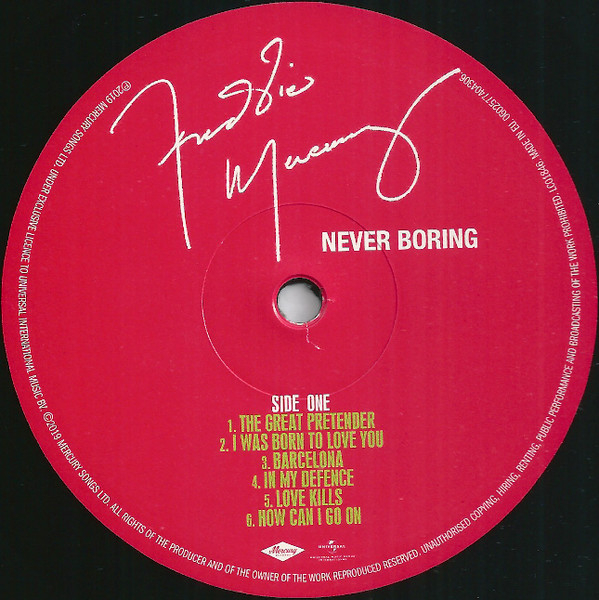 Freddie
Mercury
NEVER BORING
SIDE ONE
1. THE GREAT PRETENDER
2. I WAS BORN TO LOVE YOU
3. BARCELONA
4. IN MY DEFENCE
5. LOVE KILLS
6. HOW CAN I GO ON
Mercury
UNIVERSAL
℗2019 MERCURY SONGS LTD. UNDER EXCLUSIVE LICENCE TO UNIVERSAL INTERNATIONAL MUSIC BV. ©2019 MERCURY SONGS LTD. ALL RIGHTS OF THE PRODUCER AND OF THE OWNER OF THE WORK REPRODUCED RESERVED, UNAUTHORISED COPYING, HIRING, RENTING, PUBLIC PERFORMANCE AND BROADCASTING OF THE WORK PROHIBITED. LC01846. MADE IN EU. 0602577404306